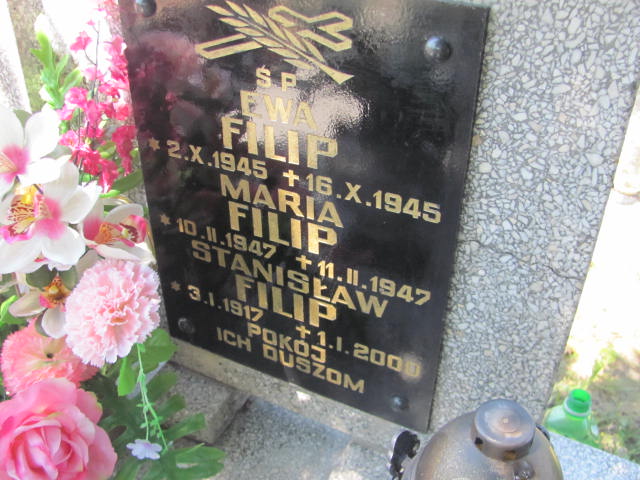 Ś P
EWA
FILIP
* 2.X.1945 + 16.X.1945
MARIA
FILIP
* 10.II.1947 + 11.II.1947
STANISŁAW
FILIP
* 3.I.1917 + 1.I.2000
POKÓJ
ICH DUSZOM